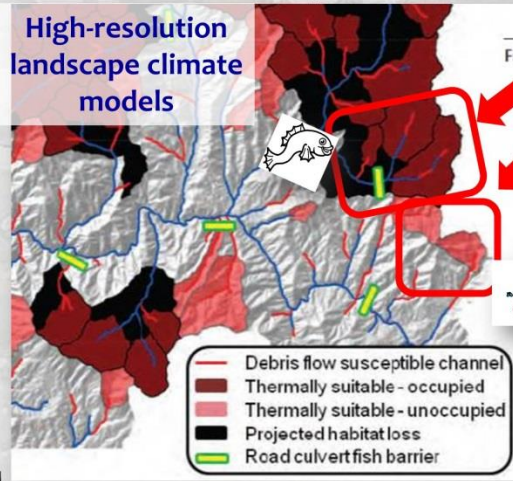 High-resolution
landscape climate
models
F
Debris flow susceptible channel
Thermally suitable - occupied
Thermally suitable - unoccupied
Projected habitat loss
Road culvert fish barrier